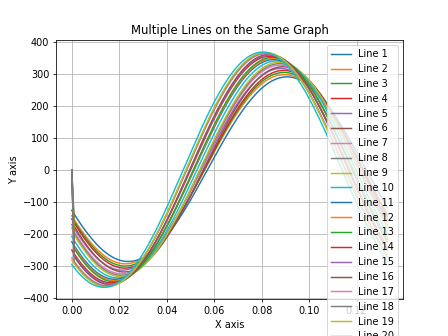 Multiple Lines on the Same Graph
400
300
200
100
0
−100
−200
−300
−400
Y axis
0.00
0.02
0.04
0.06
0.08
0.10
X axis
Line 1
Line 2
Line 3
Line 4
Line 5
Line 6
Line 7
Line 8
Line 9
Line 10
Line 12
Line 13
Line 14
Line 15
Line 16
Line 17
Line 18
Line 19
Line 20